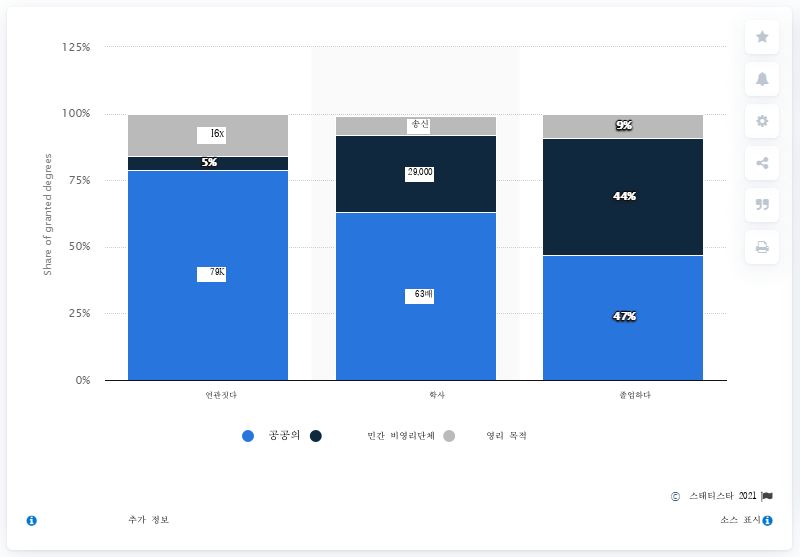 125%
100%
75%
50%
25%
0%
Share of granted degrees
16x
5%
79K
송신
29,000
63배
9%
44%
47%
연관짓다
학사
졸업하다
공공의
민간 비영리단체
영리 목적
© 스태티스타 2021
추가 정보
소스 표시